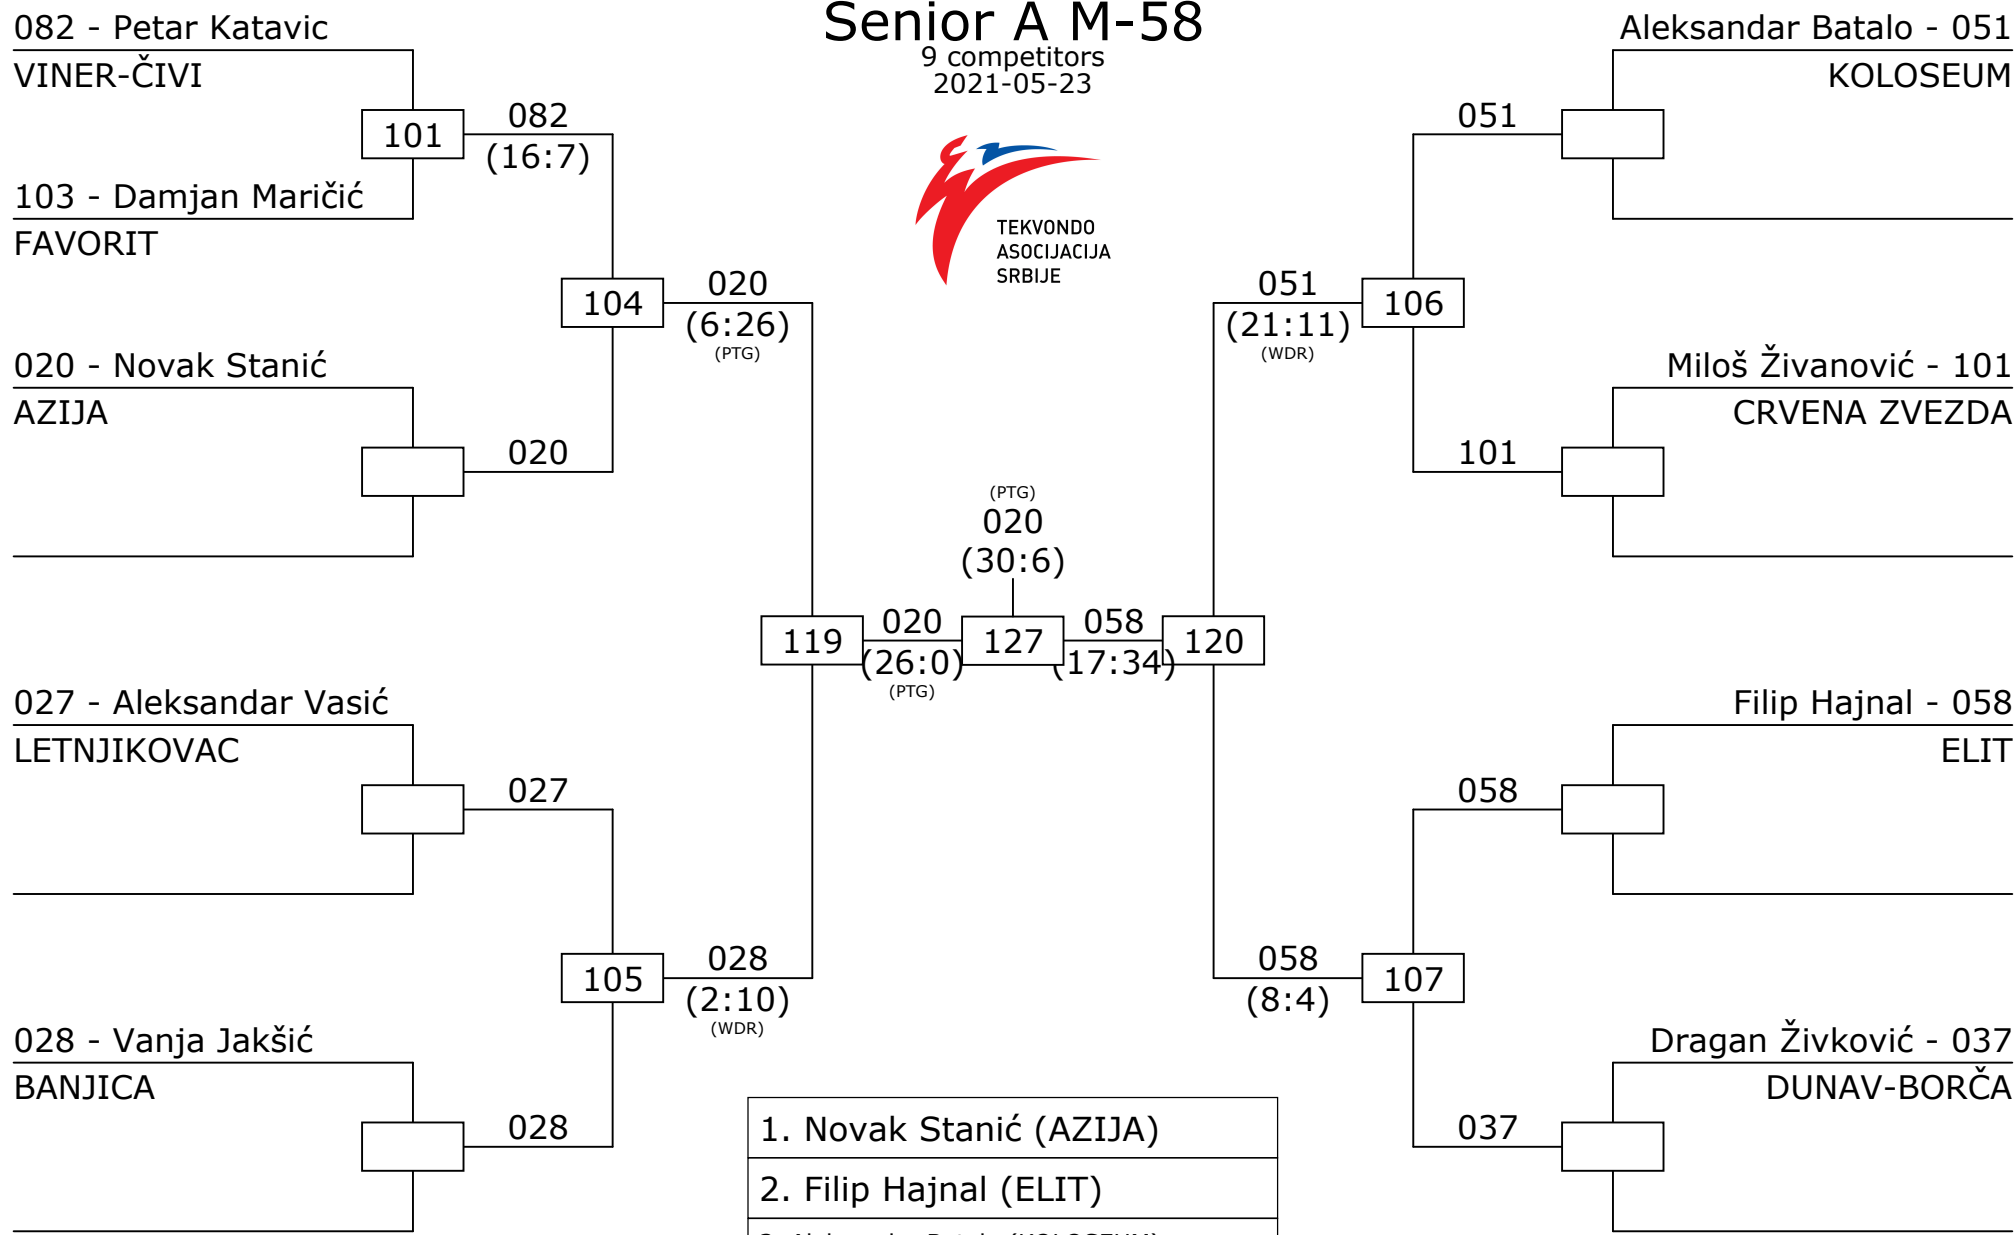 Senior A M-58
9 competitors
2021-05-23
TEKVONDO
ASOCIJACIJA
SRBIJE
082 - Petar Katavic
VINER-ČIVI
101
082
(16:7)
103 - Damjan Maričić
FAVORIT
104
020
(6:26)
(PTG)
020 - Novak Stanić
AZIJA
020
119
020
(26:0)
(PTG)
027 - Aleksandar Vasić
LETNJIKOVAC
027
105
028
(2:10)
(WDR)
028 - Vanja Jakšić
BANJICA
028
(PTG)
020
(30:6)
127
058
(17:34)
120
Aleksandar Batalo - 051
KOLOSEUM
051
051
(21:11)
(WDR)
106
Miloš Živanović - 101
CRVENA ZVEZDA
101
Filip Hajnal - 058
ELIT
058
058
(8:4)
107
Dragan Živković - 037
DUNAV-BORČA
037
1. Novak Stanić (AZIJA)
2. Filip Hajnal (ELIT)
3. Aleksandar Batalo (KOLOSEUM)